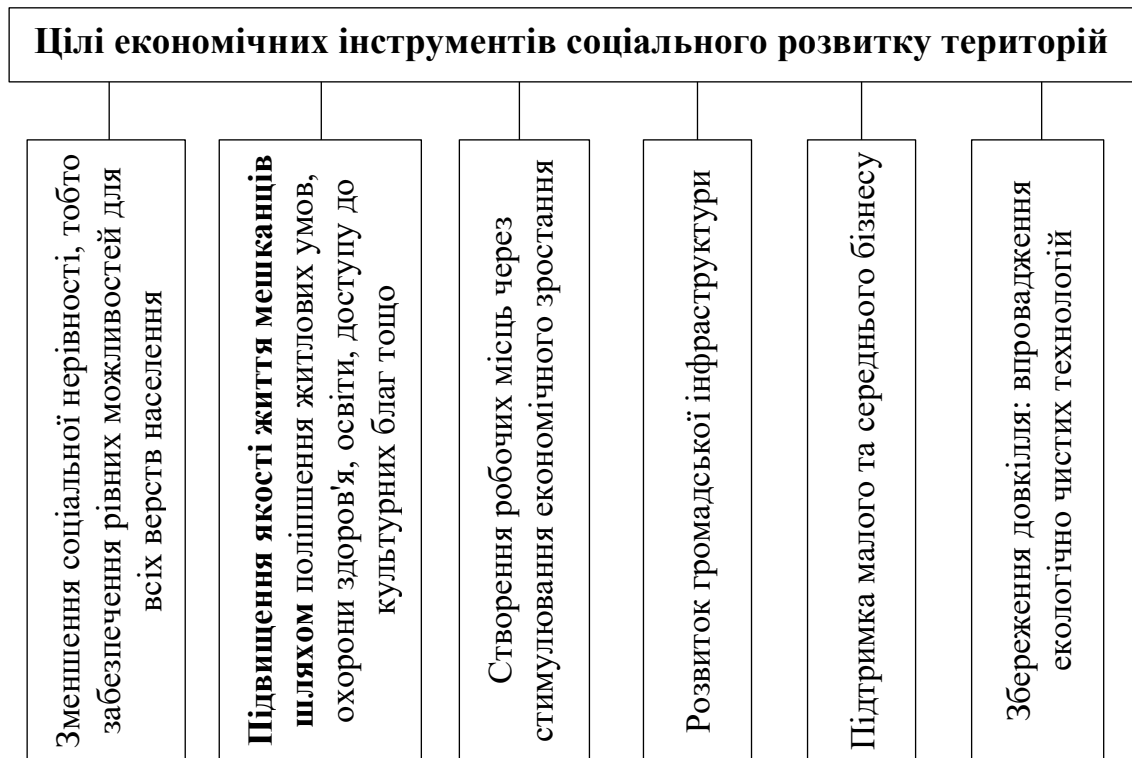 Цілі економічних інструментів соціального розвитку територій
Зменшення соціальної нерівності, тобто
забезпечення рівних можливостей для
всіх верств населення
Підвищення якості життя мешканців
шляхом поліпшення житлових умов,
охорони здоров'я, освіти, доступу до
культурних благ тощо
Створення робочих місць через
стимулювання економічного зростання
Розвиток громадської інфраструктури
Підтримка малого та середнього бізнесу
Збереження довкілля: впровадження
екологічно чистих технологій